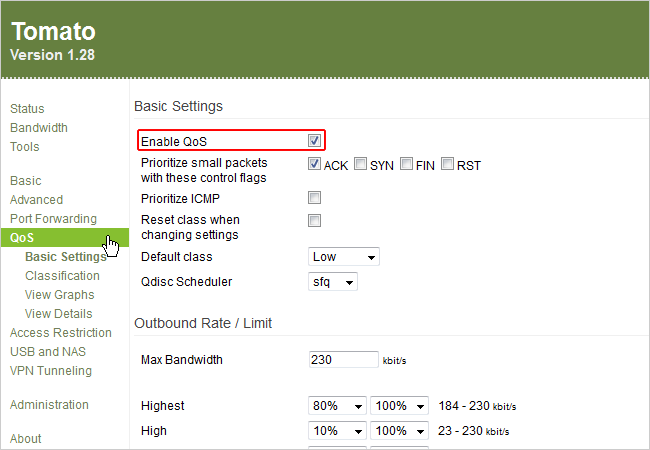 Tomato
Version 1.28
Status
Bandwidth
Tools
Basic
Advanced
Port Forwarding
QoS
Basic Settings
Classification
View Graphs
View Details
Access Restriction
USB and NAS
VPN Tunneling
Administration
About
Basic Settings
Enable QoS
Prioritize small packets
with these control flags
ACK SYN FIN RST
Prioritize ICMP
Reset class when
changing settings
Default class Low
Qdisc Scheduler sfq
Outbound Rate / Limit
Max Bandwidth 230 kbit/s
Highest 80% 100% 184 - 230 kbit/s
High 10% 100% 23 - 230 kbit/s